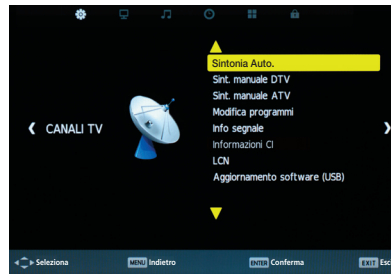 CANALI TV
Sintonia Auto.
Sint. manuale DTV
Sint. manuale ATV
Modifica programmi
Info segnale
Informazioni CI
LCN
Aggiornamento software (USB)
Seleziona MENU Indietro ENTER Conferma EXIT Esc